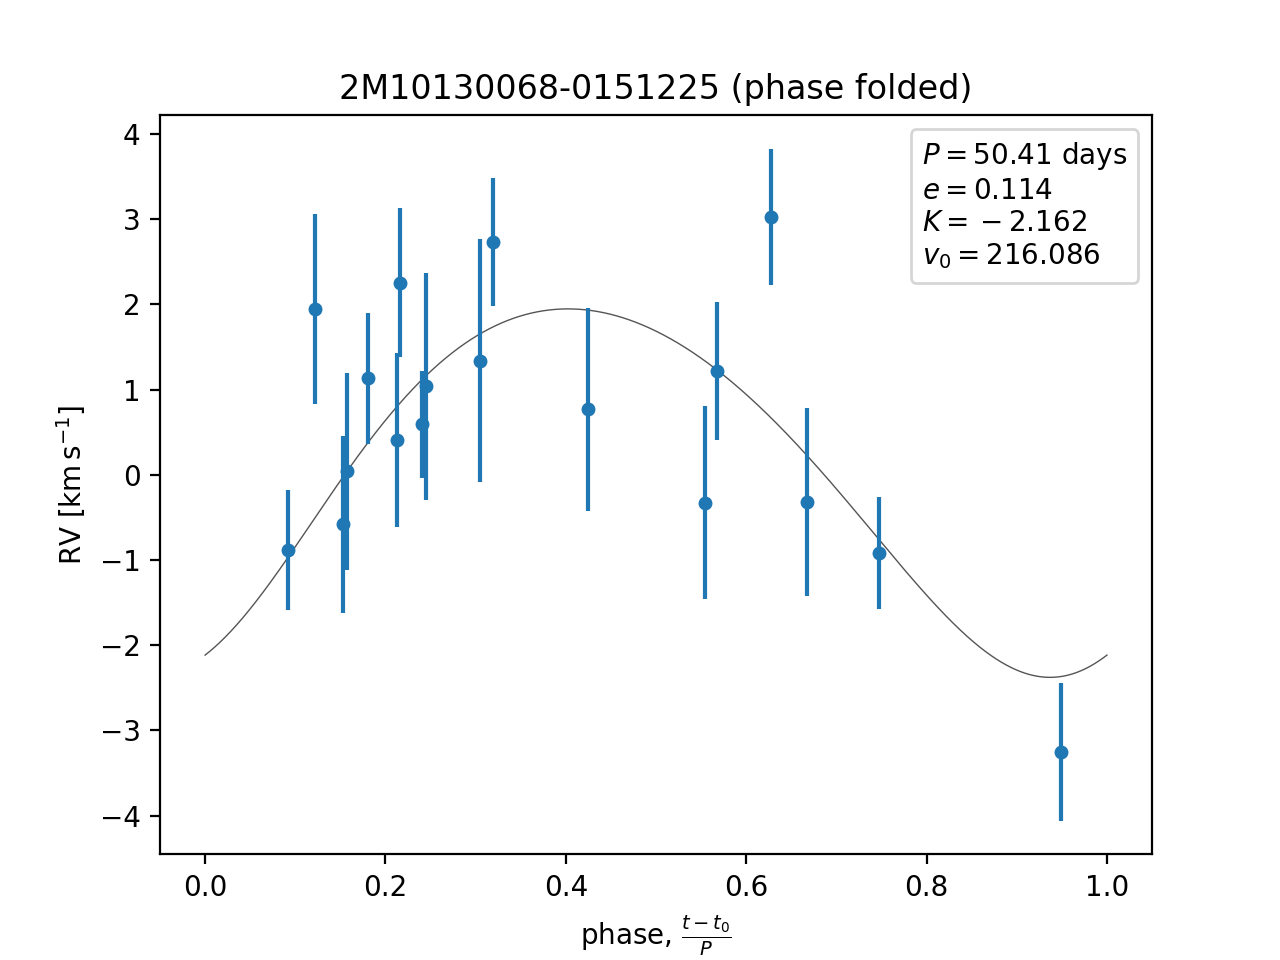 2M10130068-0151225 (phase folded)
P = 50.41 days
e = 0.114
K = −2.162
v₀ = 216.086
RV [km s⁻¹]
4
3
2
1
0
−1
−2
−3
−4
0.0 0.2 0.4 0.6 0.8 1.0
phase, (t − t₀)/P